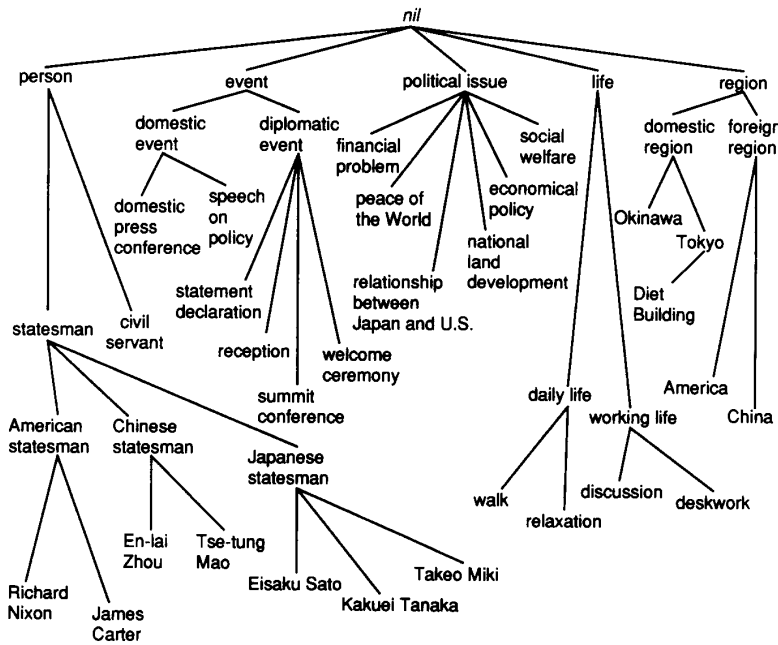 nil
person
event
political issue
life
region
domestic
event
diplomatic
event
financial
problem
social
welfare
domestic
region
foreign
region
domestic
press
conference
speech
on
policy
peace of
the World
economical
policy
Okinawa
Tokyo
national
land
development
relationship
between
Japan and U.S.
Diet
Building
statement
declaration
reception
welcome
ceremony
summit
conference
statesman
civil
servant
America
China
daily life
working life
American
statesman
Chinese
statesman
Japanese
statesman
walk
relaxation
discussion
deskwork
En-lai
Zhou
Tse-tung
Mao
Eisaku Sato
Kakuei Tanaka
Takeo Miki
Richard
Nixon
James
Carter